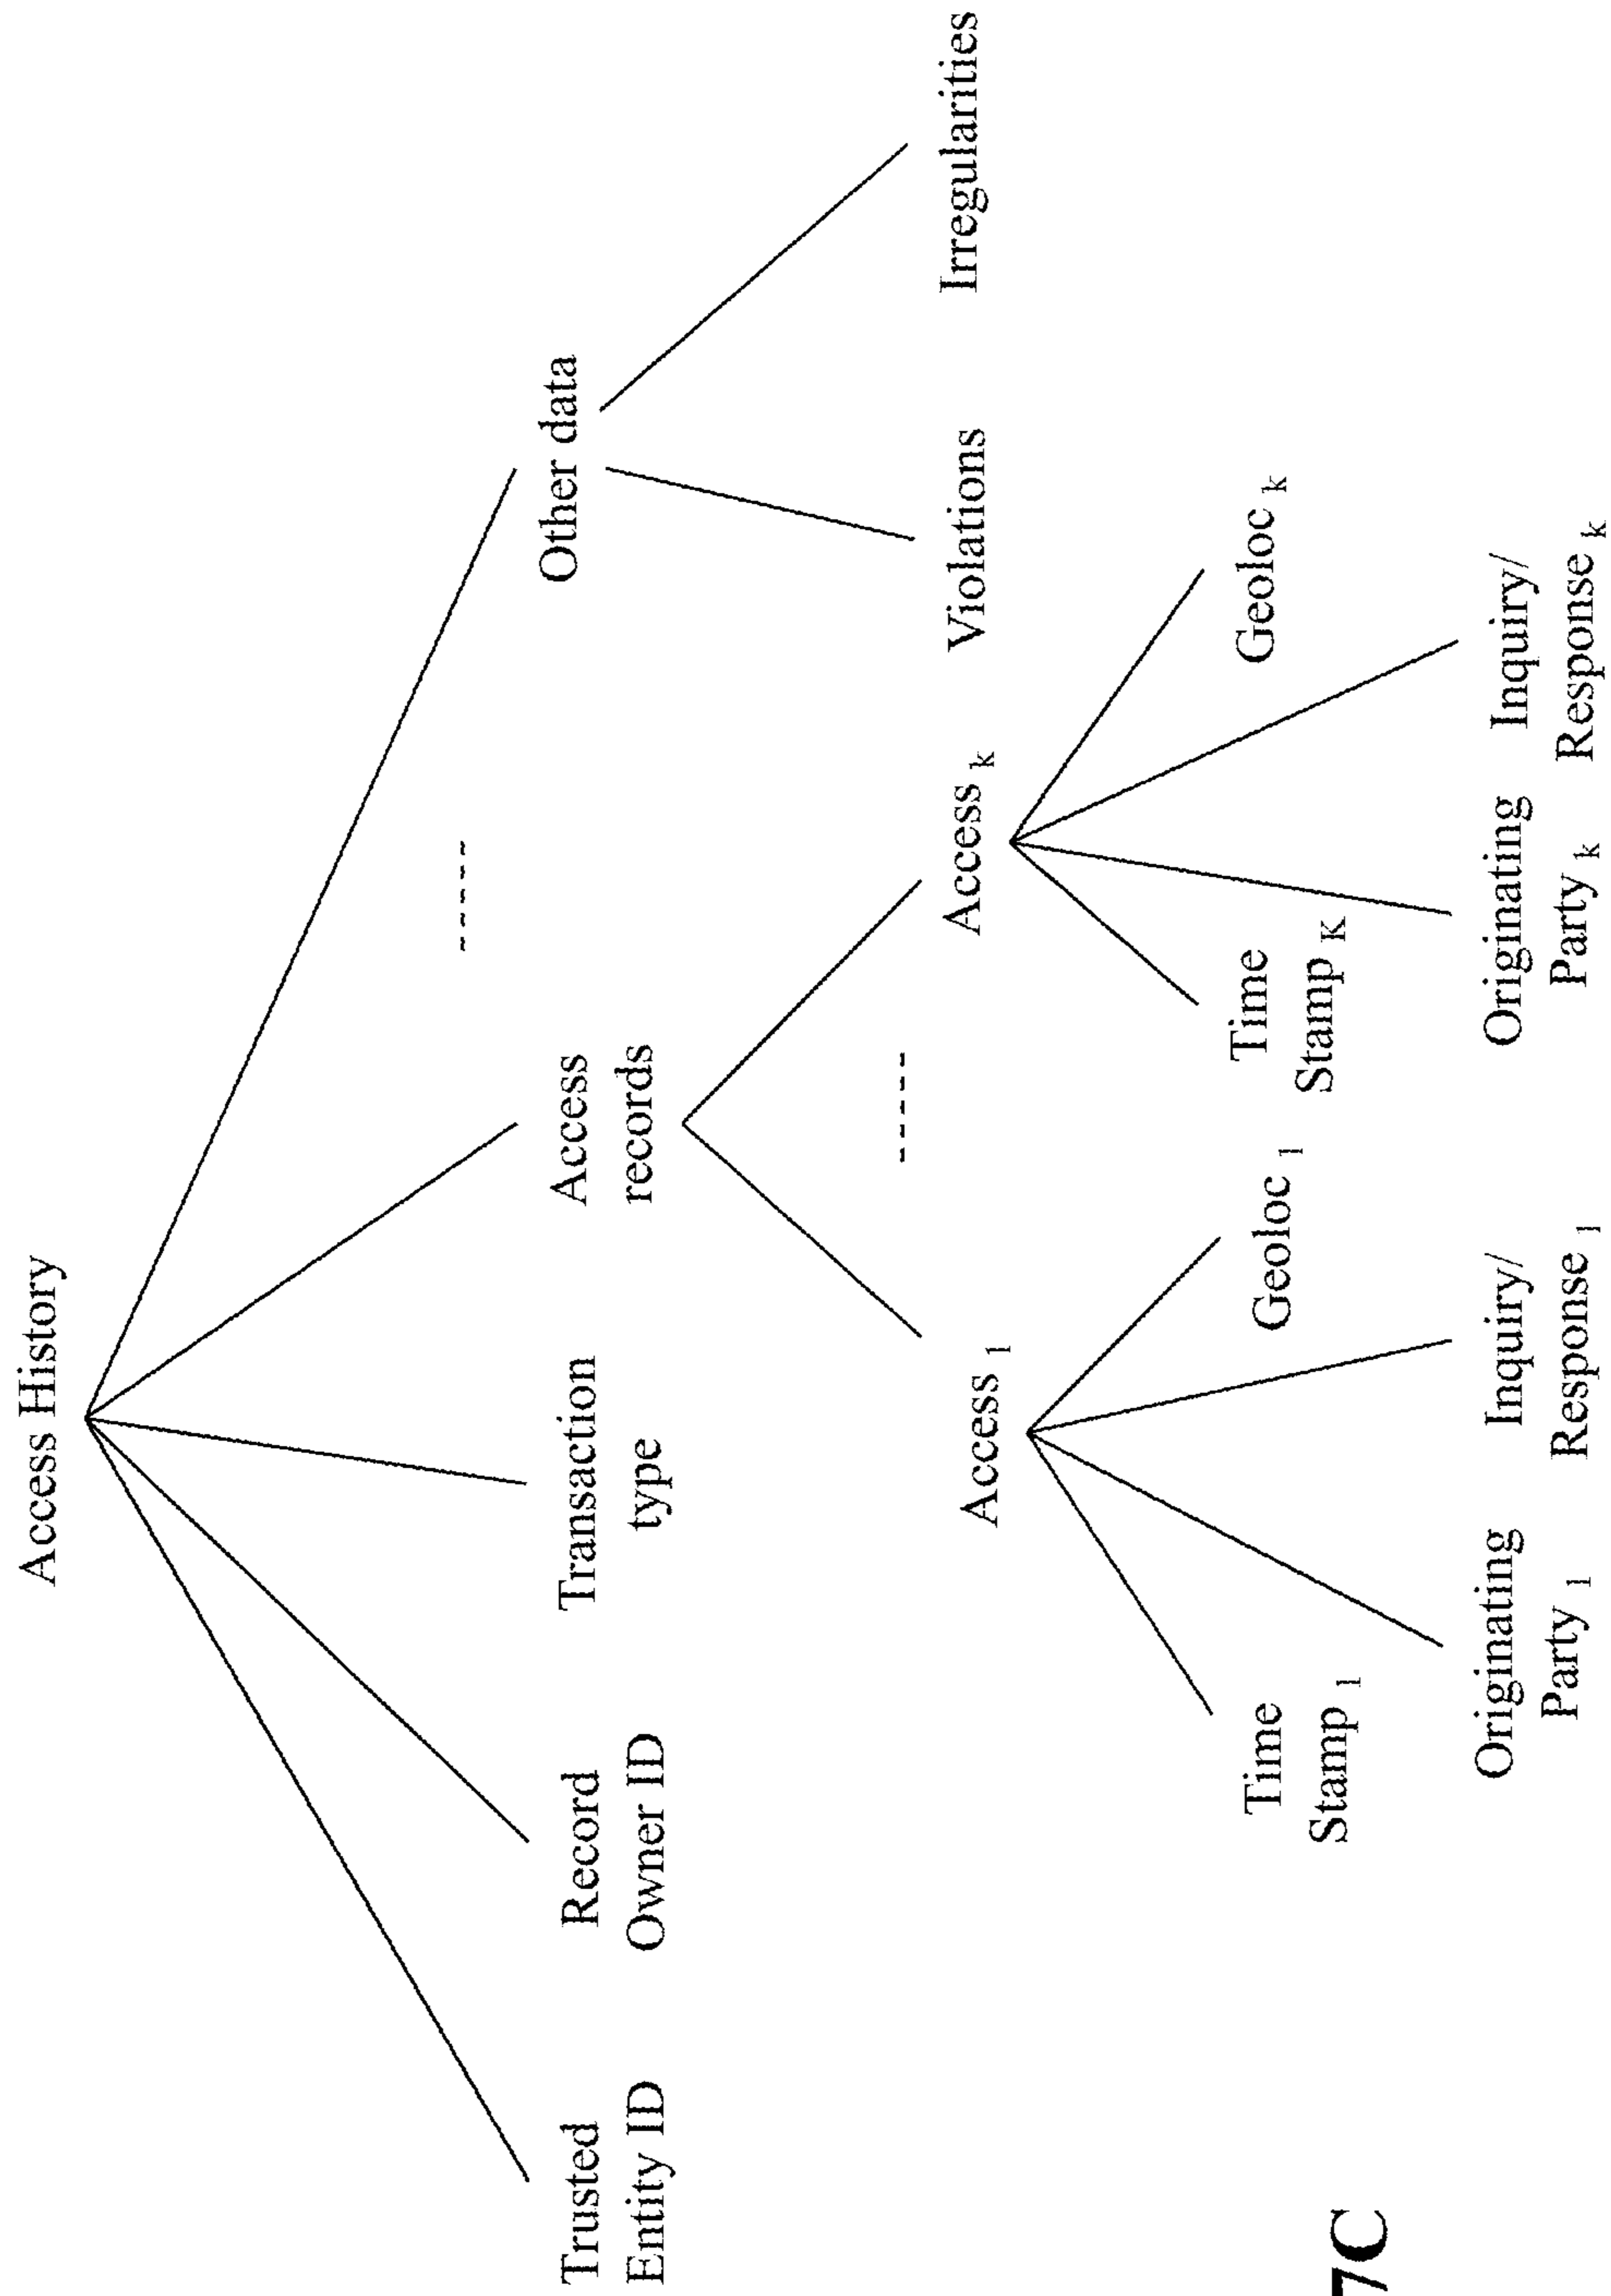 Access History
Trusted
Entity ID
Record
Owner ID
Transaction
type
Access
records
-----
Other data
Access 1
-----
Access k
Violations
Irregularities
Time
Stamp 1
Geoloc 1
Time
Stamp K
Geoloc k
Originating
Party 1
Inquiry/
Response 1
Originating
Party k
Inquiry/
Response k
7C